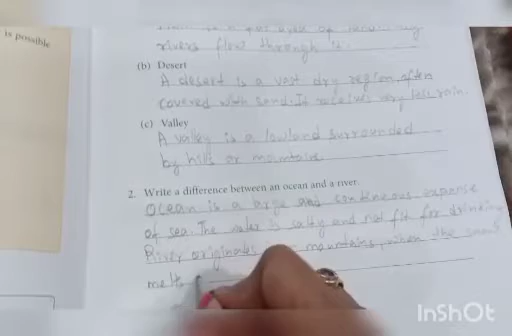 is possible
rivers flow through it.
(b) Desert
A desert is a vast dry region, often
covered with sand. It receives very less rain.
(c) Valley
A valley is a lowland surrounded
by hills or mountains
2. Write a difference between an ocean and a river.
Ocean is a large and continuous expanse
of sea. The water is salty and not fit for drinking
River originates mountains, when the snow
melts
InShOt